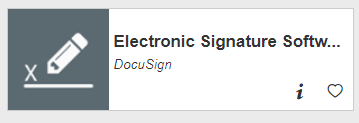 Electronic Signature Softw...
DocuSign
X
i